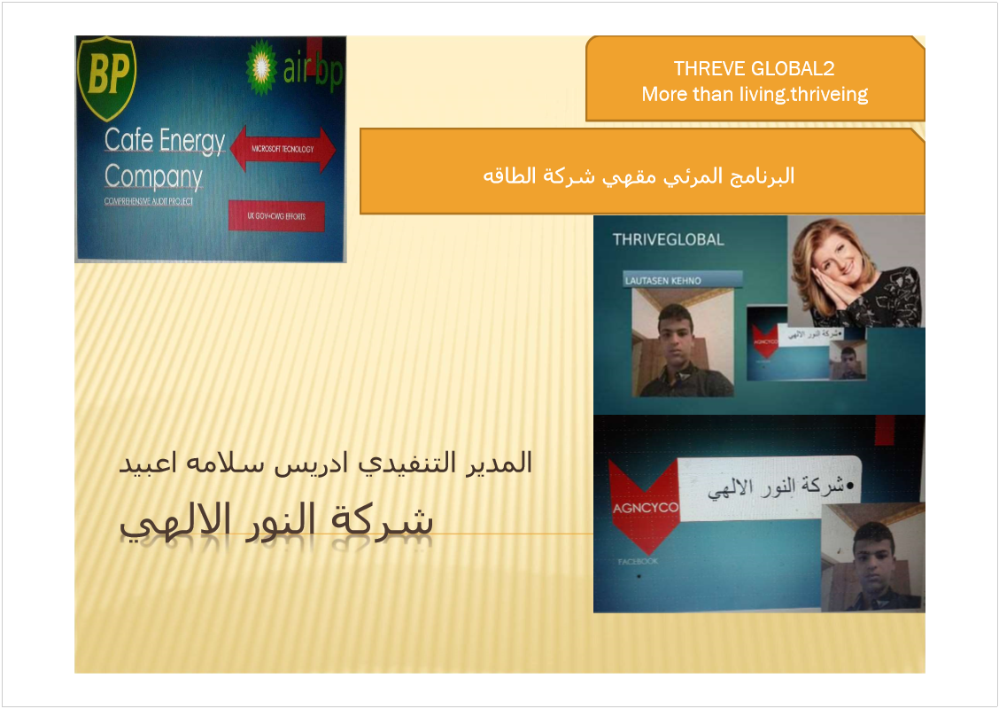 BP
air bp
Cafe Energy
Company
COMPREHENSIVE AUDIT PROJECT
MICROSOFT TECNOLOGY
UK GOV+CWG EFFORTS
THREVE GLOBAL2
More than living.thriveing
البرنامج المرئي مقهي شركة الطاقه
THRIVEGLOBAL
LAUTASEN KEHNO
AGNCYCO
•شركة النور الالهي
المدير التنفيدي ادريس سلامه اعبيد
شركة النور الالهي
AGNCYCO
•شركة النور الالهي
FACEBOOK